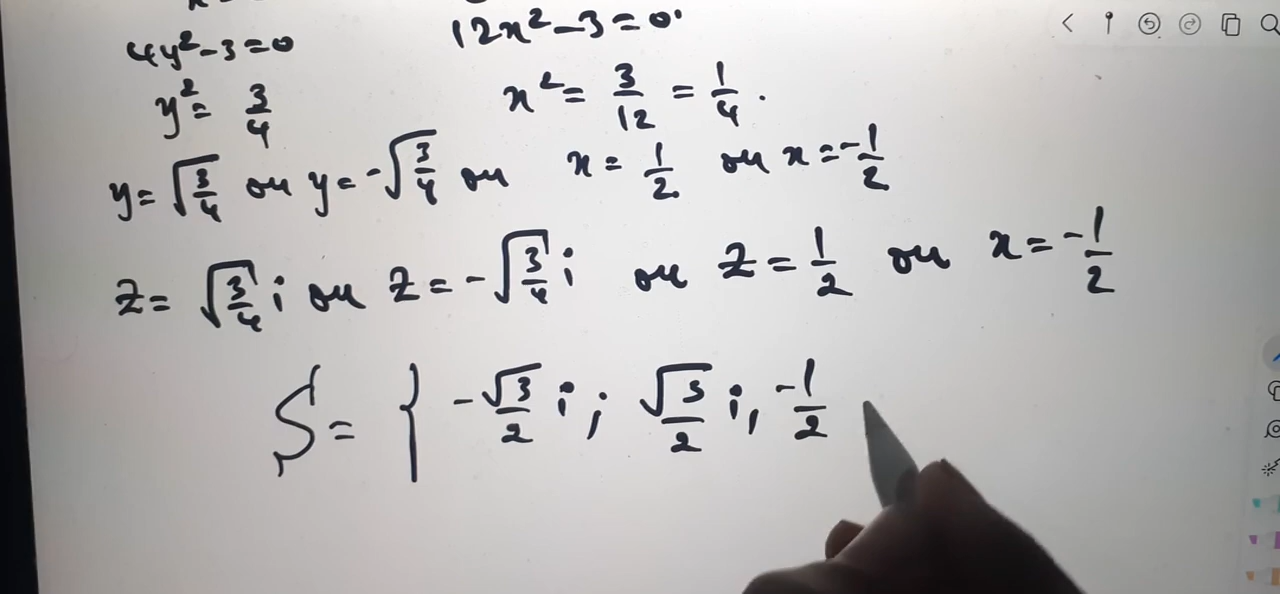 4y²-3=0 12x²-3=0
y²= 3/4 x²= 3/12 = 1/4 .
y= √(3/4) ou y= -√(3/4) ou x= 1/2 ou x= -1/2
z= √(3/4) i ou z= -√(3/4) i ou z= 1/2 ou x= -1/2
S= { -√3/2 i ; √3/2 i, -1/2